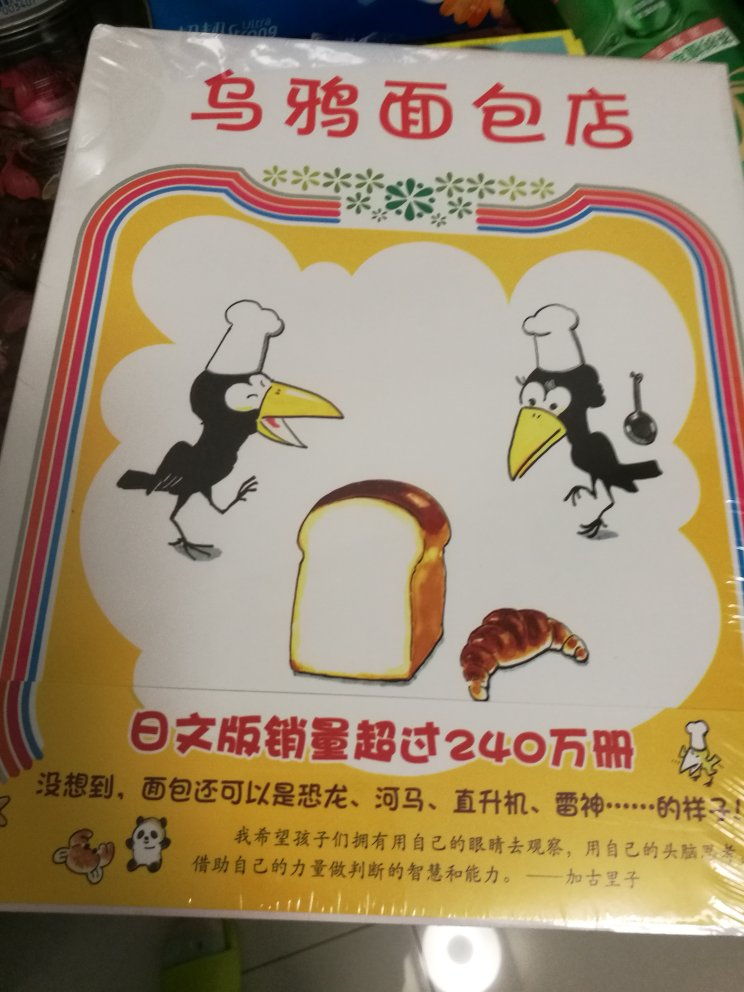 Ultra
乌鸦面包店
日文版销量超过240万册
没想到，面包还可以是恐龙、河马、直升机、雷神……的样子！
我希望孩子们拥有用自己的眼睛去观察，用自己的头脑思考，
借助自己的力量做判断的智慧和能力。——加古里子